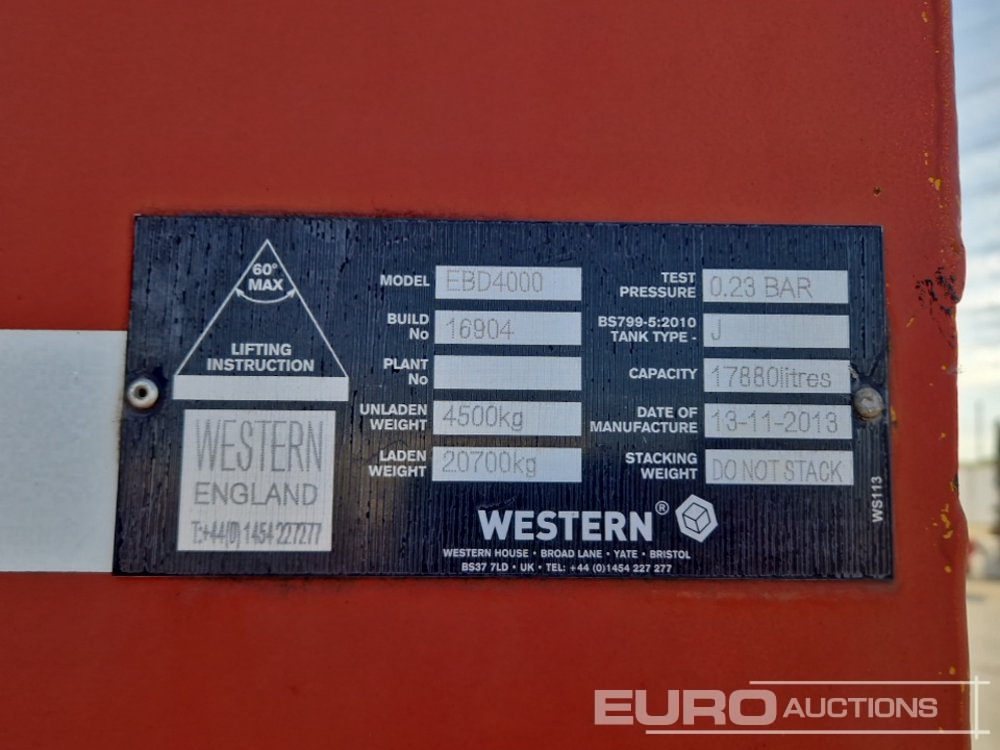 60°
MAX
LIFTING
INSTRUCTION
WESTERN
ENGLAND
T:+44(0) 1454 227277
MODEL EBD4000
BUILD
No 16904
PLANT
No
UNLADEN
WEIGHT 4500kg
LADEN
WEIGHT 20700kg
TEST
PRESSURE 0.23 BAR
BS799-5:2010
TANK TYPE - J
CAPACITY 17880litres
DATE OF
MANUFACTURE 13-11-2013
STACKING
WEIGHT DO NOT STACK
WS113
WESTERN®
WESTERN HOUSE • BROAD LANE • YATE • BRISTOL
BS37 7LD • UK • TEL: +44 (0)1454 227 277
EURO AUCTIONS